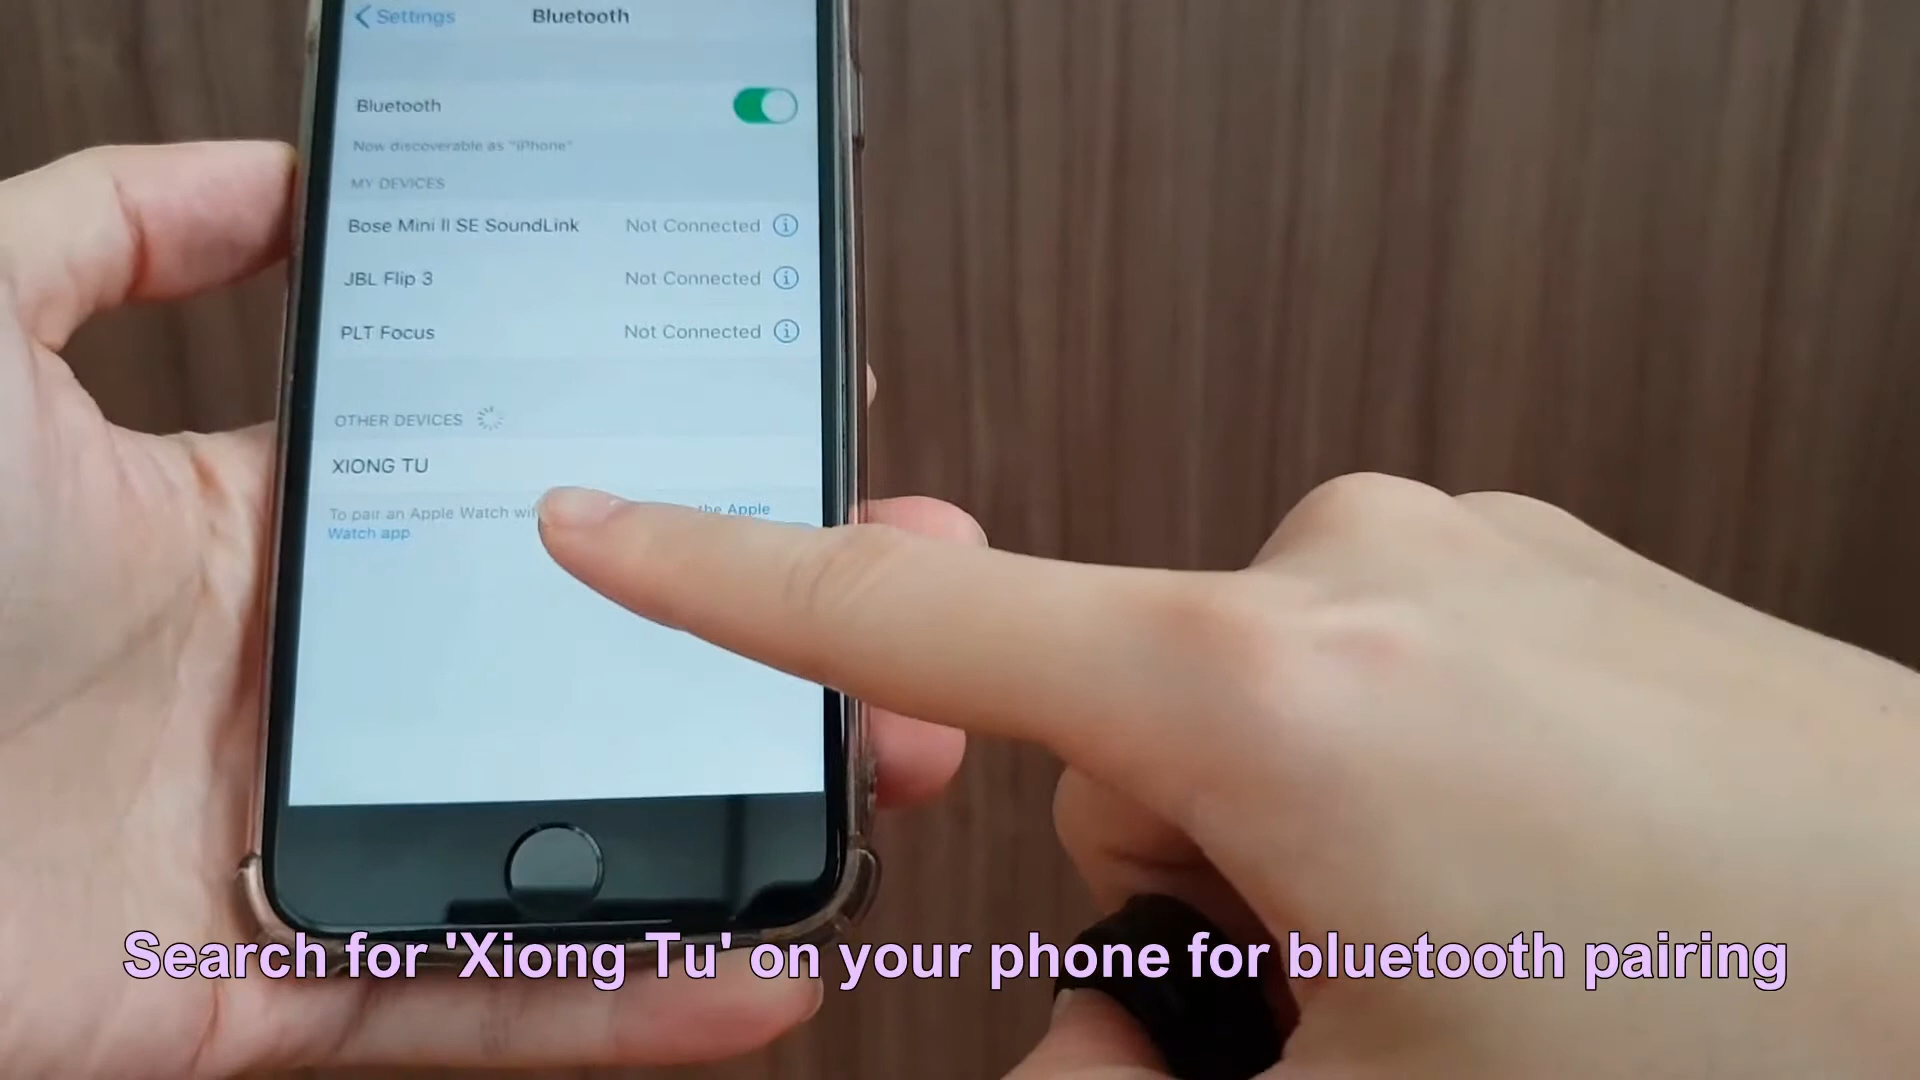 Settings
Bluetooth
Bluetooth
Now discoverable as "iPhone"
MY DEVICES
Bose Mini II SE SoundLink Not Connected
JBL Flip 3 Not Connected
PLT Focus Not Connected
OTHER DEVICES
XIONG TU
To pair an Apple Watch the Apple
Watch app
Search for 'Xiong Tu' on your phone for bluetooth pairing